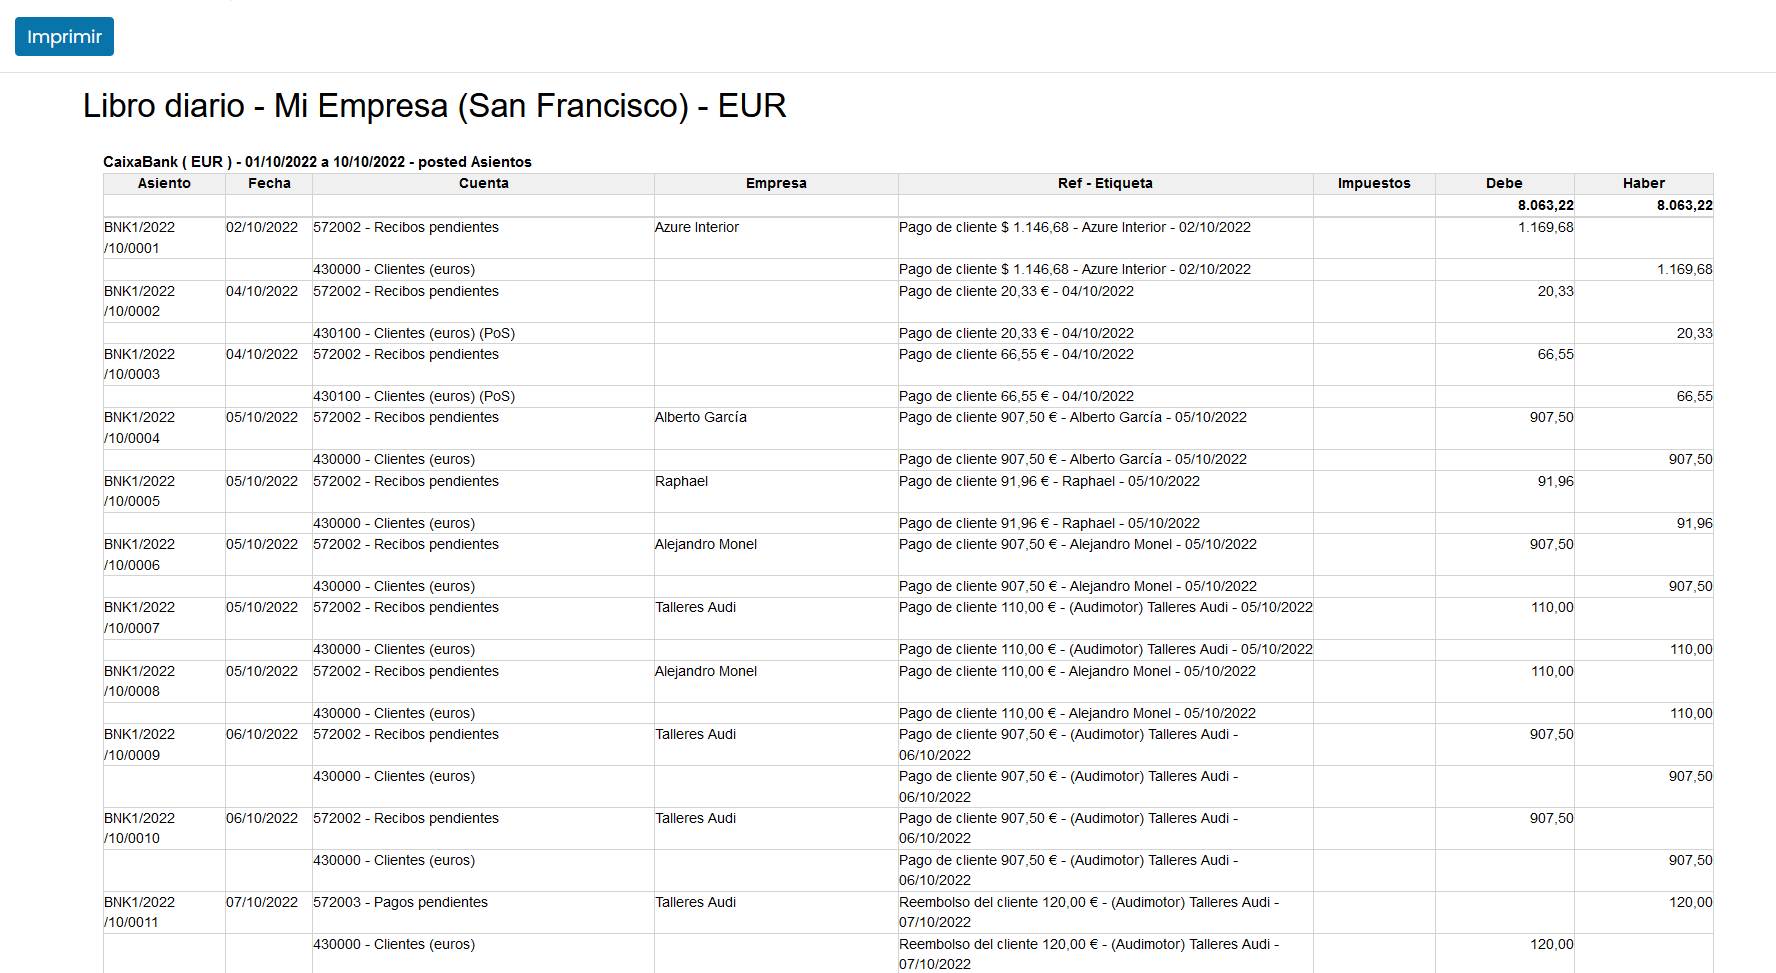 Imprimir
Libro diario - Mi Empresa (San Francisco) - EUR
CaixaBank ( EUR ) - 01/10/2022 a 10/10/2022 - posted Asientos
Asiento Fecha Cuenta Empresa Ref - Etiqueta Impuestos Debe Haber
8.063,22 8.063,22
BNK1/2022 02/10/2022 572002 - Recibos pendientes Azure Interior Pago de cliente $ 1.146,68 - Azure Interior - 02/10/2022 1.169,68
/10/0001
430000 - Clientes (euros) Pago de cliente $ 1.146,68 - Azure Interior - 02/10/2022 1.169,68
BNK1/2022 04/10/2022 572002 - Recibos pendientes Pago de cliente 20,33 € - 04/10/2022 20,33
/10/0002
430100 - Clientes (euros) (PoS) Pago de cliente 20,33 € - 04/10/2022 20,33
BNK1/2022 04/10/2022 572002 - Recibos pendientes Pago de cliente 66,55 € - 04/10/2022 66,55
/10/0003
430100 - Clientes (euros) (PoS) Pago de cliente 66,55 € - 04/10/2022 66,55
BNK1/2022 05/10/2022 572002 - Recibos pendientes Alberto García Pago de cliente 907,50 € - Alberto García - 05/10/2022 907,50
/10/0004
430000 - Clientes (euros) Pago de cliente 907,50 € - Alberto García - 05/10/2022 907,50
BNK1/2022 05/10/2022 572002 - Recibos pendientes Raphael Pago de cliente 91,96 € - Raphael - 05/10/2022 91,96
/10/0005
430000 - Clientes (euros) Pago de cliente 91,96 € - Raphael - 05/10/2022 91,96
BNK1/2022 05/10/2022 572002 - Recibos pendientes Alejandro Monel Pago de cliente 907,50 € - Alejandro Monel - 05/10/2022 907,50
/10/0006
430000 - Clientes (euros) Pago de cliente 907,50 € - Alejandro Monel - 05/10/2022 907,50
BNK1/2022 05/10/2022 572002 - Recibos pendientes Talleres Audi Pago de cliente 110,00 € - (Audimotor) Talleres Audi - 05/10/2022 110,00
/10/0007
430000 - Clientes (euros) Pago de cliente 110,00 € - (Audimotor) Talleres Audi - 05/10/2022 110,00
BNK1/2022 05/10/2022 572002 - Recibos pendientes Alejandro Monel Pago de cliente 110,00 € - Alejandro Monel - 05/10/2022 110,00
/10/0008
430000 - Clientes (euros) Pago de cliente 110,00 € - Alejandro Monel - 05/10/2022 110,00
BNK1/2022 06/10/2022 572002 - Recibos pendientes Talleres Audi Pago de cliente 907,50 € - (Audimotor) Talleres Audi - 907,50
/10/0009 06/10/2022
430000 - Clientes (euros) Pago de cliente 907,50 € - (Audimotor) Talleres Audi - 907,50
06/10/2022
BNK1/2022 06/10/2022 572002 - Recibos pendientes Talleres Audi Pago de cliente 907,50 € - (Audimotor) Talleres Audi - 907,50
/10/0010 06/10/2022
430000 - Clientes (euros) Pago de cliente 907,50 € - (Audimotor) Talleres Audi - 907,50
06/10/2022
BNK1/2022 07/10/2022 572003 - Pagos pendientes Talleres Audi Reembolso del cliente 120,00 € - (Audimotor) Talleres Audi - 120,00
/10/0011 07/10/2022
430000 - Clientes (euros) Reembolso del cliente 120,00 € - (Audimotor) Talleres Audi - 120,00
07/10/2022